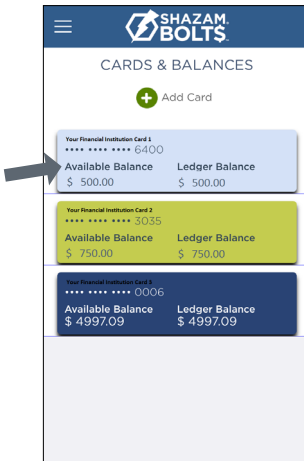 SHAZAM.
BOLT$.
CARDS & BALANCES
Add Card
Your Financial Institution Card 1
•••• •••• •••• 6400
Available Balance Ledger Balance
$ 500.00 $ 500.00
Your Financial Institution Card 2
•••• •••• •••• 3035
Available Balance Ledger Balance
$ 750.00 $ 750.00
Your Financial Institution Card 3
•••• •••• •••• 0006
Available Balance Ledger Balance
$ 4997.09 $ 4997.09